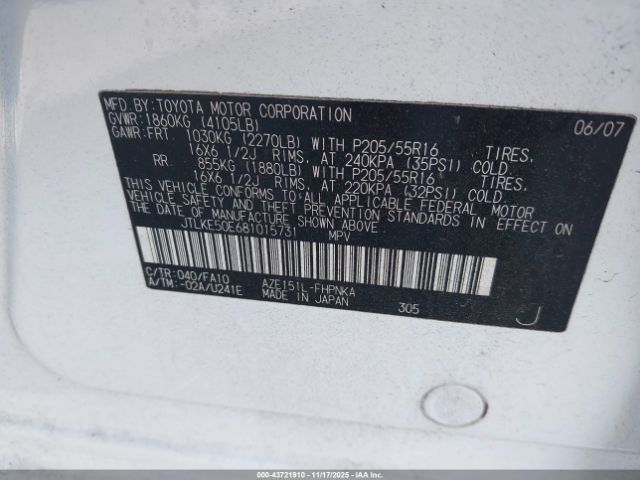 MFD.BY:TOYOTA MOTOR CORPORATION 06/07
GVWR:1860KG (4105LB)
GAWR:FRT 1030KG (2270LB) WITH P205/55R16 TIRES,
16X6 1/2J RIMS, AT 240KPA (35PSI) COLD.
RR 855KG (1880LB) WITH P205/55R16 TIRES,
16X6 1/2J RIMS, AT 220KPA (32PSI) COLD.
THIS VEHICLE CONFORMS TO ALL APPLICABLE FEDERAL MOTOR
VEHICLE SAFETY AND THEFT PREVENTION STANDARDS IN EFFECT ON
THE DATE OF MANUFACTURE SHOWN ABOVE.
JTLKE50E681015731 MPV
C/TR:040/FA10 AZE151L-FHPNKA
A/TM:-02A/U241E MADE IN JAPAN 305 J
000-43721910 | 11/17/2025
IAA Inc.